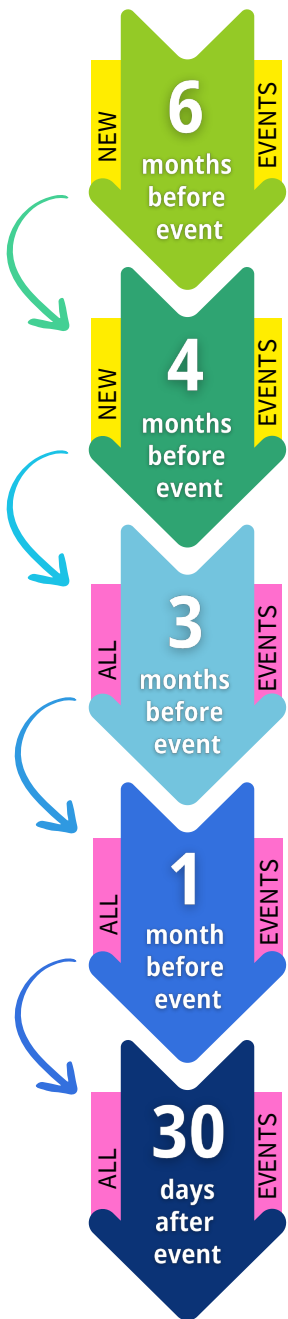 NEW
EVENTS
6
months
before
event
NEW
EVENTS
4
months
before
event
ALL
EVENTS
3
months
before
event
ALL
EVENTS
1
month
before
event
ALL
EVENTS
30
days
after
event